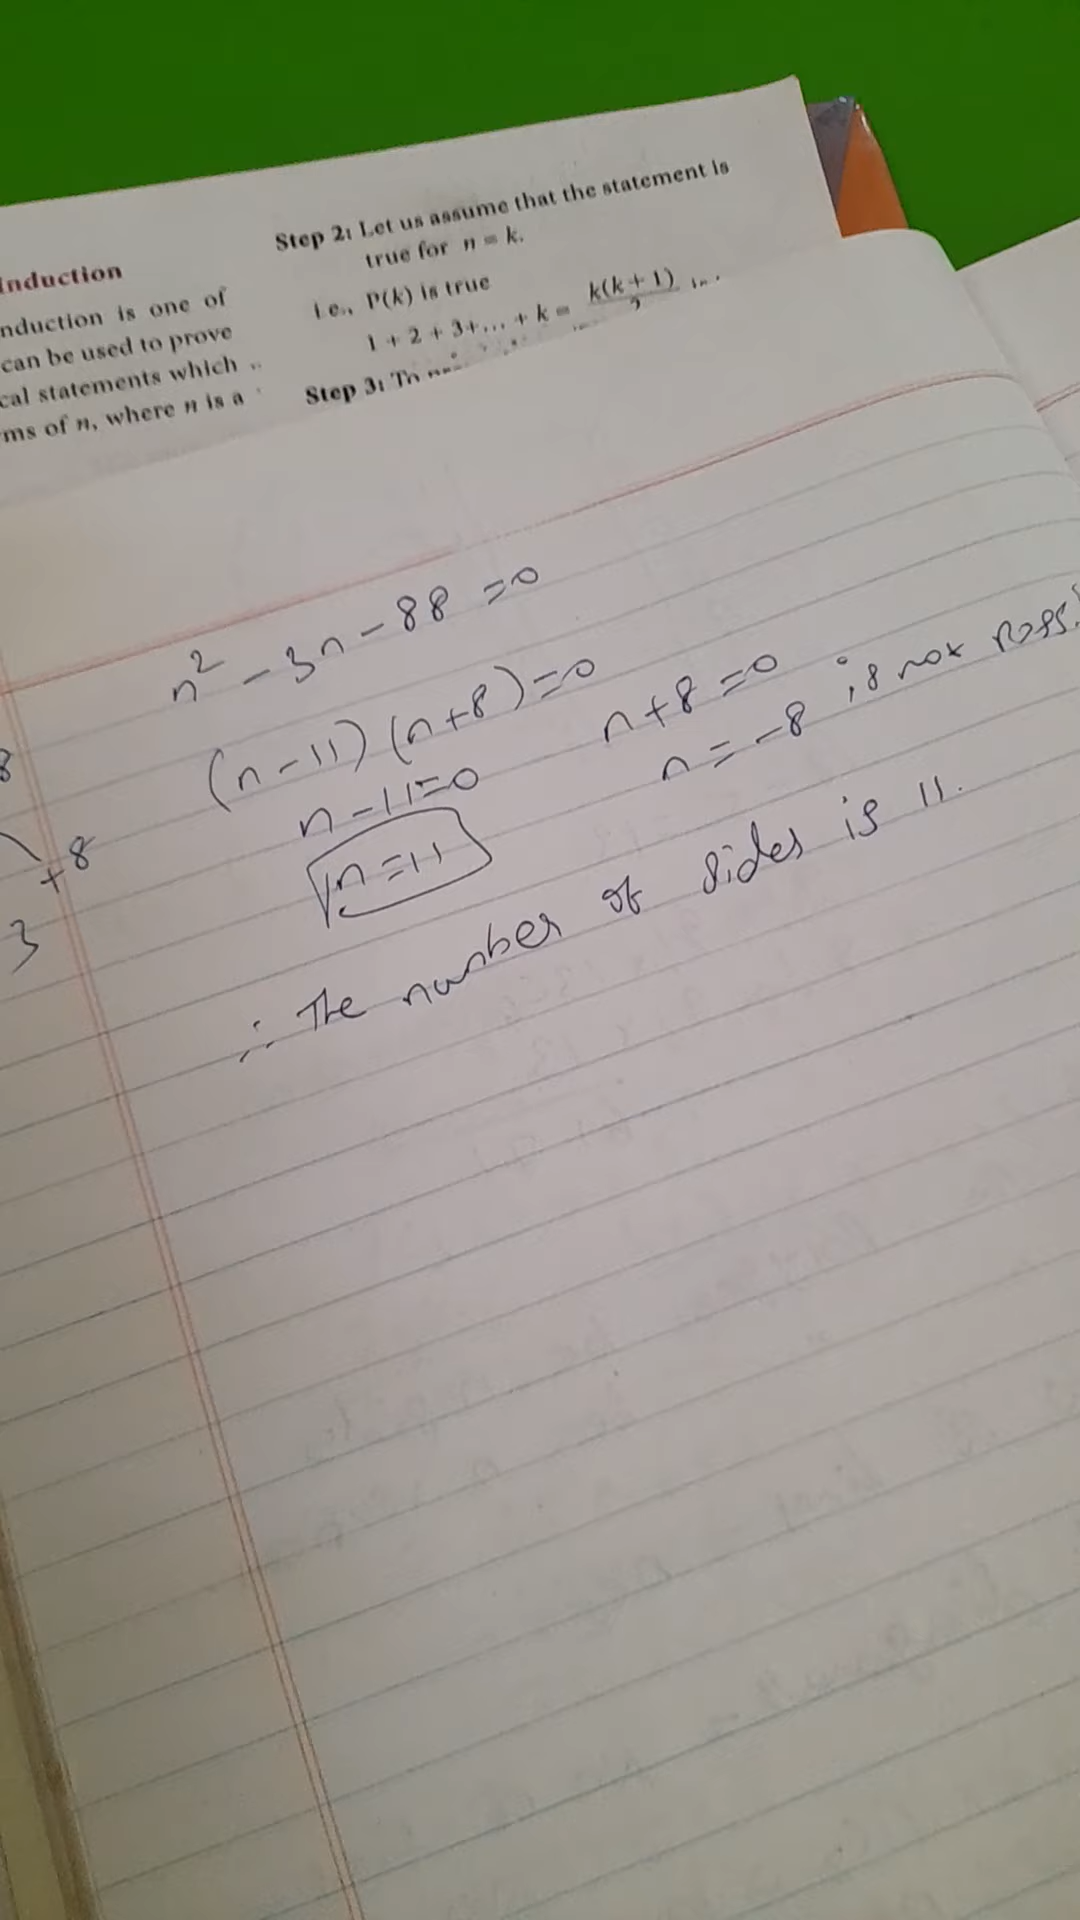 induction
nduction is one of
can be used to prove
cal statements which
ms of n, where n is a
Step 2: Let us assume that the statement is
true for n = k.
i.e., P(k) is true
1 + 2 + 3+... + k = k(k + 1)
Step 3: To
n² - 3n - 88 = 0
(n - 11) (n + 8) = 0
n - 11 = 0 n + 8 = 0
n = 11 n = -8 is not
∴ The number of sides is 11.
8
+8
3